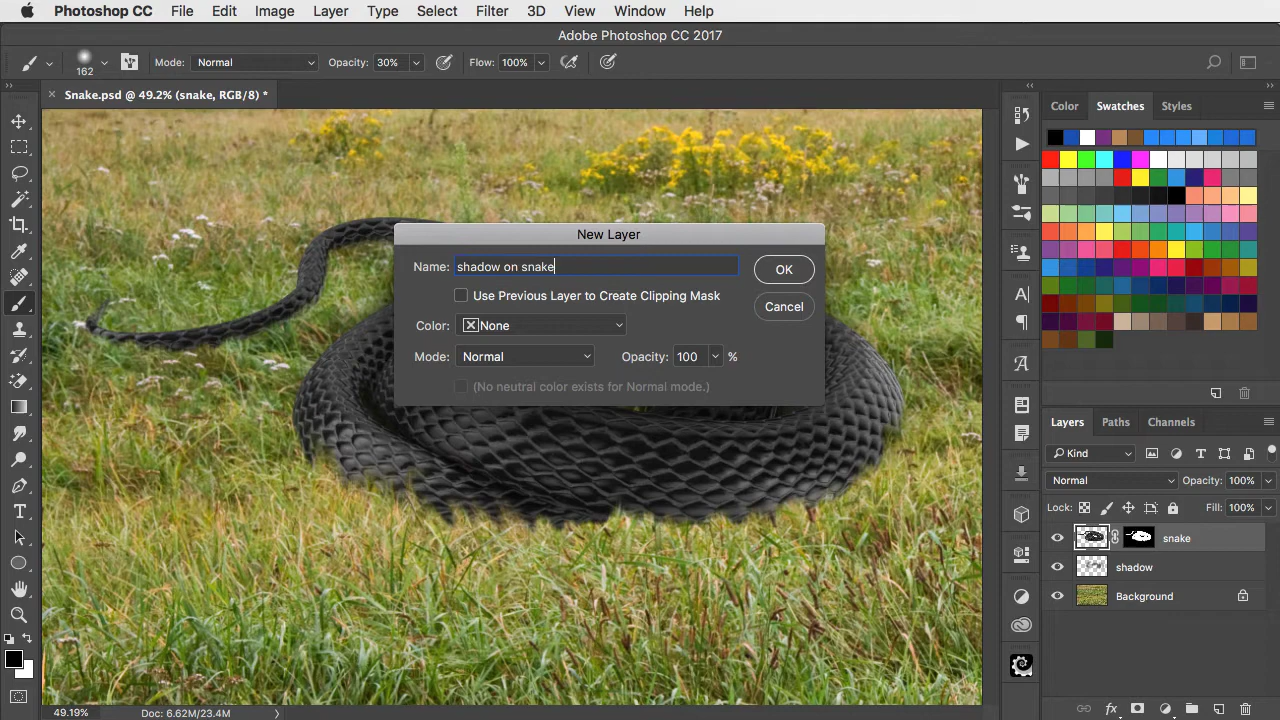 Photoshop CC File Edit Image Layer Type Select Filter 3D View Window Help
Adobe Photoshop CC 2017
162 Mode: Normal Opacity: 30% Flow: 100%
× Snake.psd @ 49.2% (snake, RGB/8) *
Color Swatches Styles
New Layer
Name: shadow on snake
OK
Use Previous Layer to Create Clipping Mask
Cancel
Color: None
Mode: Normal Opacity: 100 %
(No neutral color exists for Normal mode.)
Layers Paths Channels
Kind
Normal Opacity: 100%
Lock: Fill: 100%
snake
shadow
Background
49.19% Doc: 6.62M/23.4M